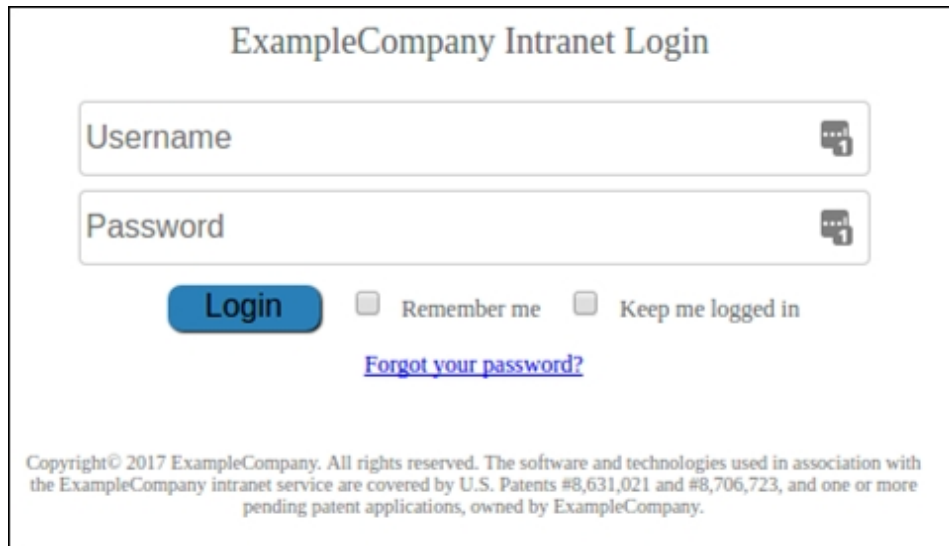 ExampleCompany Intranet Login
Username
Password
Login Remember me Keep me logged in
Forgot your password?
Copyright© 2017 ExampleCompany. All rights reserved. The software and technologies used in association with
the ExampleCompany intranet service are covered by U.S. Patents #8,631,021 and #8,706,723, and one or more
pending patent applications, owned by ExampleCompany.